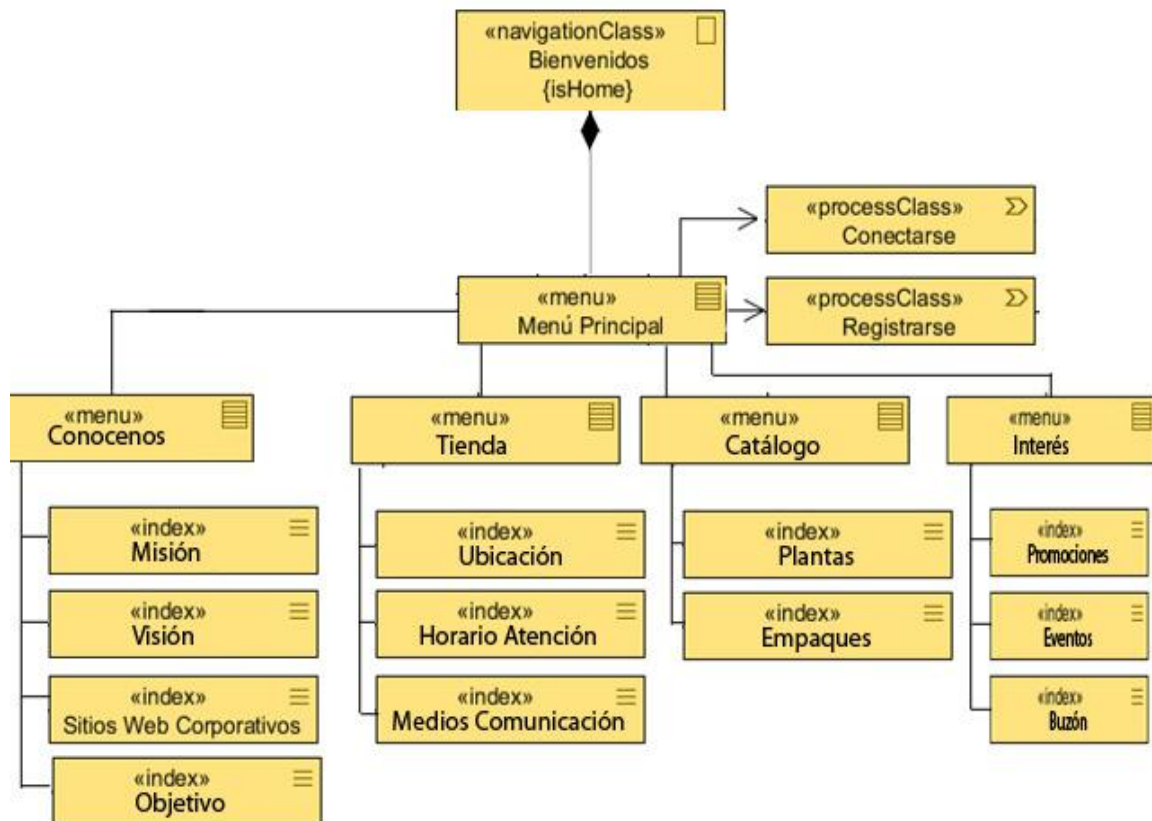 «navigationClass»
Bienvenidos
{isHome}
«processClass»
Conectarse
«menu»
Menú Principal
«processClass»
Registrarse
«menu»
Conocenos
«menu»
Tienda
«menu»
Catálogo
«menu»
Interés
«index»
Misión
«index»
Visión
«index»
Sitios Web Corporativos
«index»
Objetivo
«index»
Ubicación
«index»
Horario Atención
«index»
Medios Comunicación
«index»
Plantas
«index»
Empaques
«index»
Promociones
«index»
Eventos
«index»
Buzón